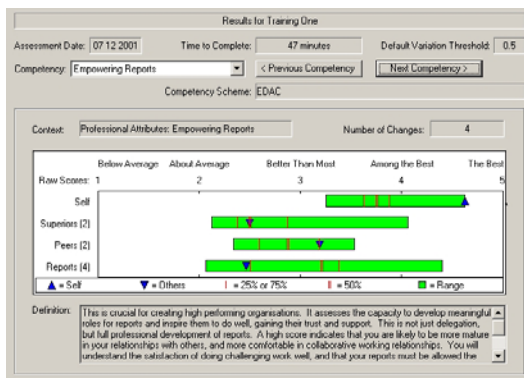 Results for Training One
Assessment Date: 07 12 2001 Time to Complete: 47 minutes Default Variation Threshold: 0.5
Competency: Empowering Reports < Previous Competency Next Competency >
Competency Scheme: EDAC
Context: Professional Attributes: Empowering Reports Number of Changes: 4
Below Average About Average Better Than Most Among the Best The Best
Raw Scores: 1 2 3 4 5
Self
Superiors (2)
Peers (2)
Reports (4)
= Self = Others = 25% or 75% = 50% = Range
Definition: This is crucial for creating high performing organisations. It assesses the capacity to develop meaningful
roles for reports and inspire them to do well, gaining their trust and support. This is not just delegation,
but full professional development of reports. A high score indicates that you are likely to be more mature
in your relationships with others, and more comfortable in collaborative working relationships. You will
understand the satisfaction of doing challenging work well, and that your reports must be allowed the